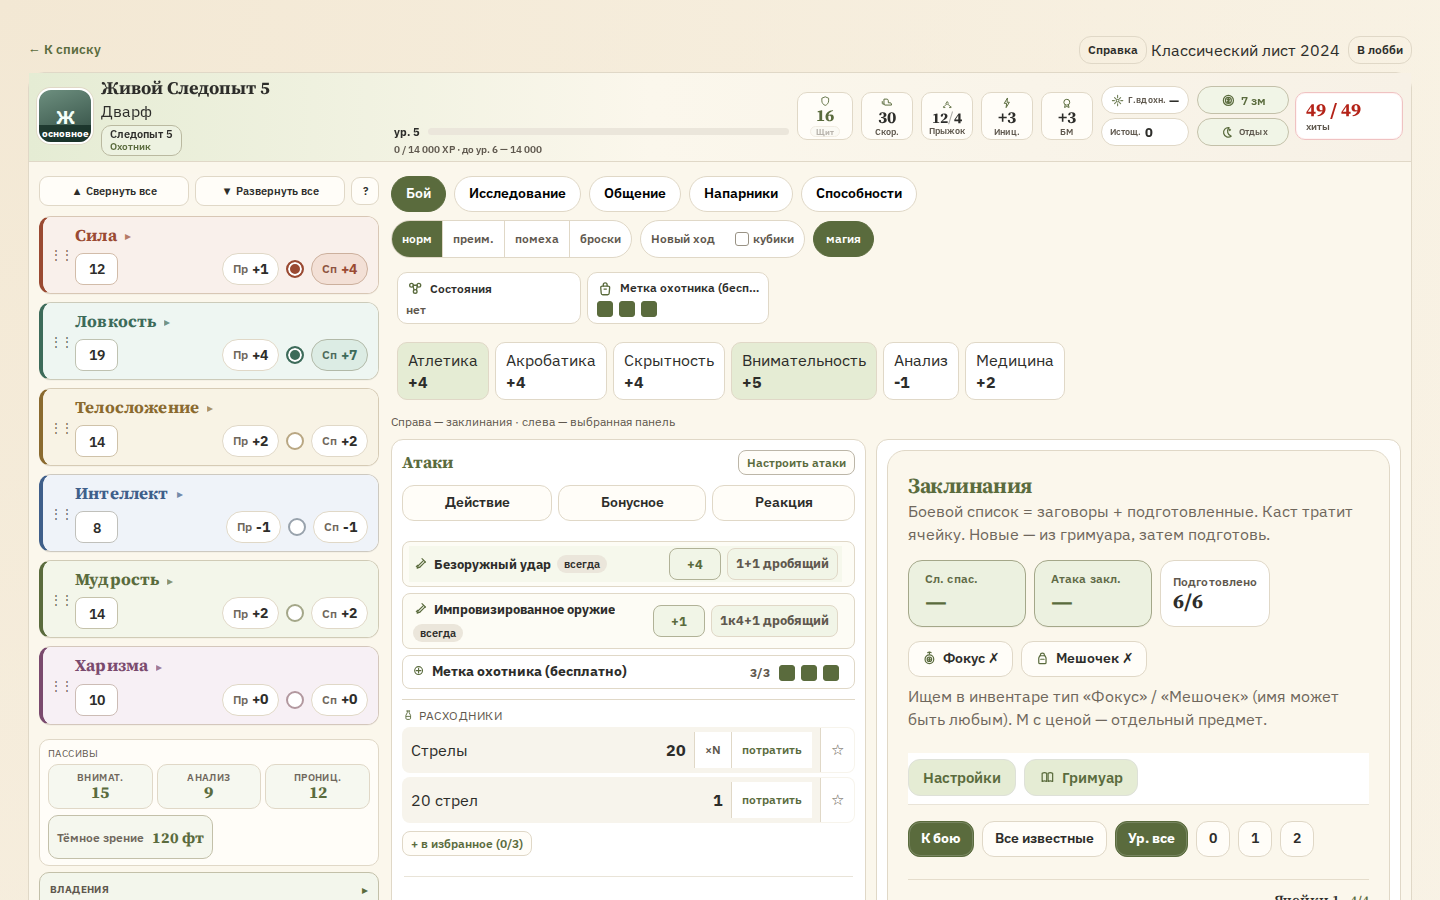 ← К списку
Справка
Классический лист 2024
В лобби
Ж
основное
Живой Следопыт 5
Дварф
Следопыт 5
Охотник
ур. 5
0 / 14 000 XP · до ур. 6 — 14 000
16
Щит
30
Скор.
12/4
Прыжок
+3
Иниц.
+3
БМ
Г.вдохн. —
Истощ. 0
7 зм
Отдых
49 / 49
хиты
▲ Свернуть все
▼ Развернуть все
?
Сила ▸
12
Пр +1
Сп +4
Ловкость ▸
19
Пр +4
Сп +7
Телосложение ▸
14
Пр +2
Сп +2
Интеллект ▸
8
Пр -1
Сп -1
Мудрость ▸
14
Пр +2
Сп +2
Харизма ▸
10
Пр +0
Сп +0
ПАССИВЫ
ВНИМАТ.
15
АНАЛИЗ
9
ПРОНИЦ.
12
Тёмное зрение 120 фт
ВЛАДЕНИЯ ▸
Бой
Исследование
Общение
Напарники
Способности
норм
преим.
помеха
броски
Новый ход
кубики
магия
Состояния
нет
Метка охотника (бесп...
Атлетика
+4
Акробатика
+4
Скрытность
+4
Внимательность
+5
Анализ
-1
Медицина
+2
Справа — заклинания · слева — выбранная панель
Атаки
Настроить атаки
Действие
Бонусное
Реакция
Безоружный удар всегда
+4
1+1 дробящий
Импровизированное оружие
всегда
+1
1к4+1 дробящий
Метка охотника (бесплатно)
3/3
РАСХОДНИКИ
Стрелы
20
×N
потратить
☆
20 стрел
1
потратить
☆
+ в избранное (0/3)
Заклинания
Боевой список = заговоры + подготовленные. Каст тратит
ячейку. Новые — из гримуара, затем подготовь.
Сл. спас.
—
Атака закл.
—
Подготовлено
6/6
Фокус ✗
Мешочек ✗
Ищем в инвентаре тип «Фокус» / «Мешочек» (имя может
быть любым). М с ценой — отдельный предмет.
Настройки
Гримуар
К бою
Все известные
Ур. все
0
1
2
Ячейки 1 4/4